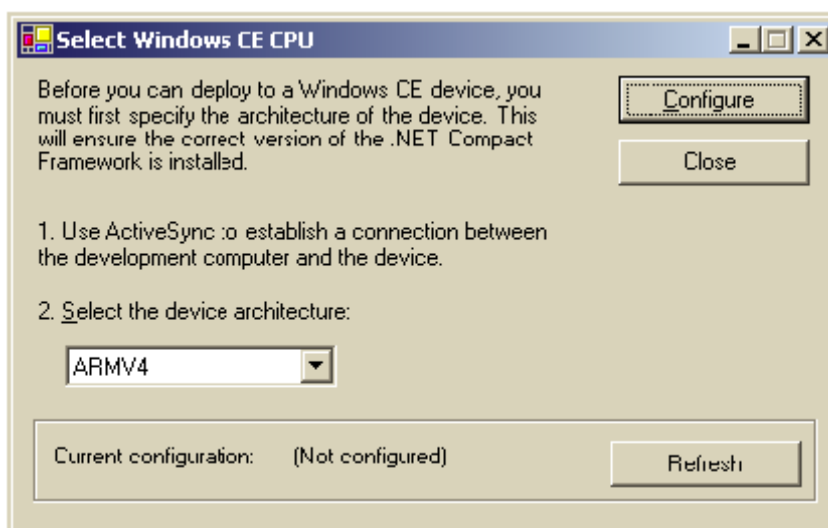 Select Windows CE CPU
Before you can deploy to a Windows CE device, you
must first specify the architecture of the device. This
will ensure the correct version of the .NET Compact
Framework is installed.
Configure
Close
1. Use ActiveSync to establish a connection between
the development computer and the device.
2. Select the device architecture:
ARMV4
Current configuration: (Not configured)
Refresh